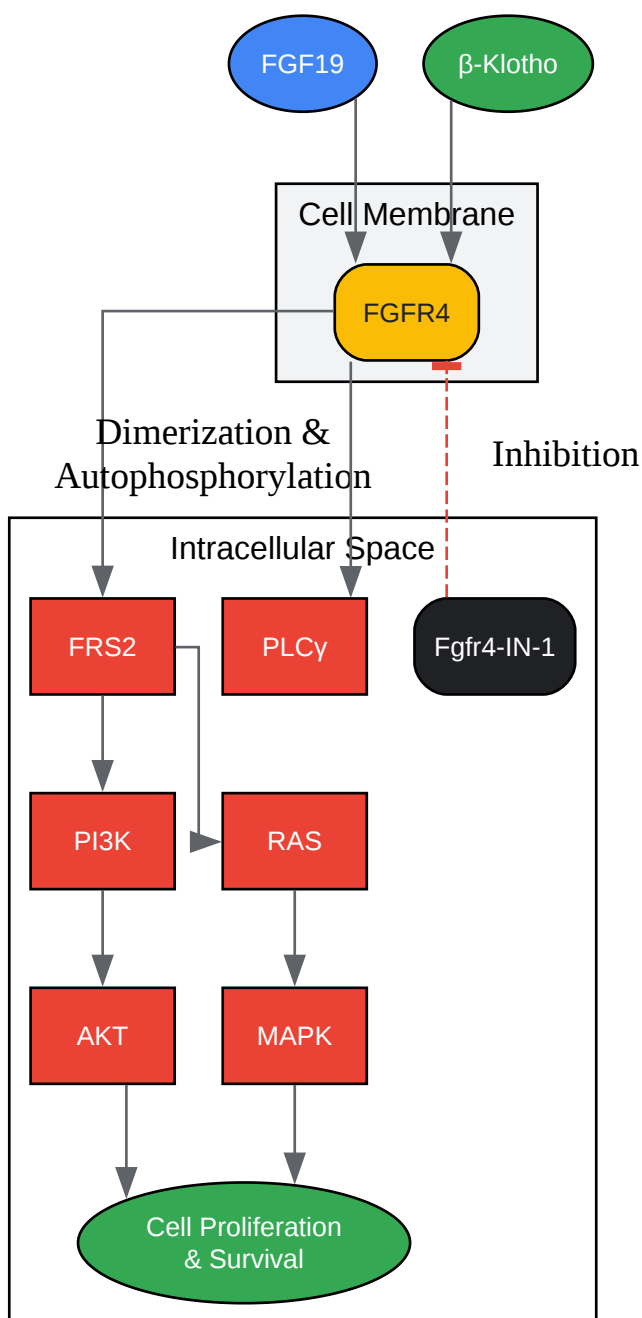 FGF19
β-Klotho
Cell Membrane
FGFR4
Dimerization &
Autophosphorylation
Inhibition
Intracellular Space
FRS2
PLCγ
Fgfr4-IN-1
PI3K
RAS
AKT
MAPK
Cell Proliferation
& Survival